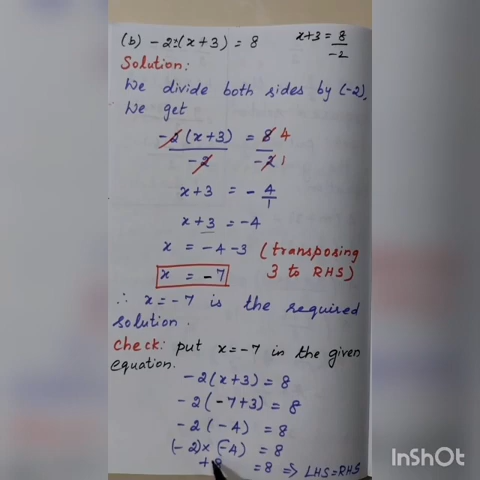 (b) -2×(x+3) = 8
x+3 = 8/-2
Solution:
We divide both sides by (-2),
We get
-2(x+3)/-2 = 8/-2 4/1
x+3 = -4/1
x+3 = -4
x = -4-3 (transposing
x = -7 3 to RHS)
∴ x=-7 is the required
solution.
Check: put x=-7 in the given
equation.
-2(x+3) = 8
-2(-7+3) = 8
-2(-4) = 8
(-2)×(-4) = 8
+8 = 8 ⇒ LHS=RHS
InShOt